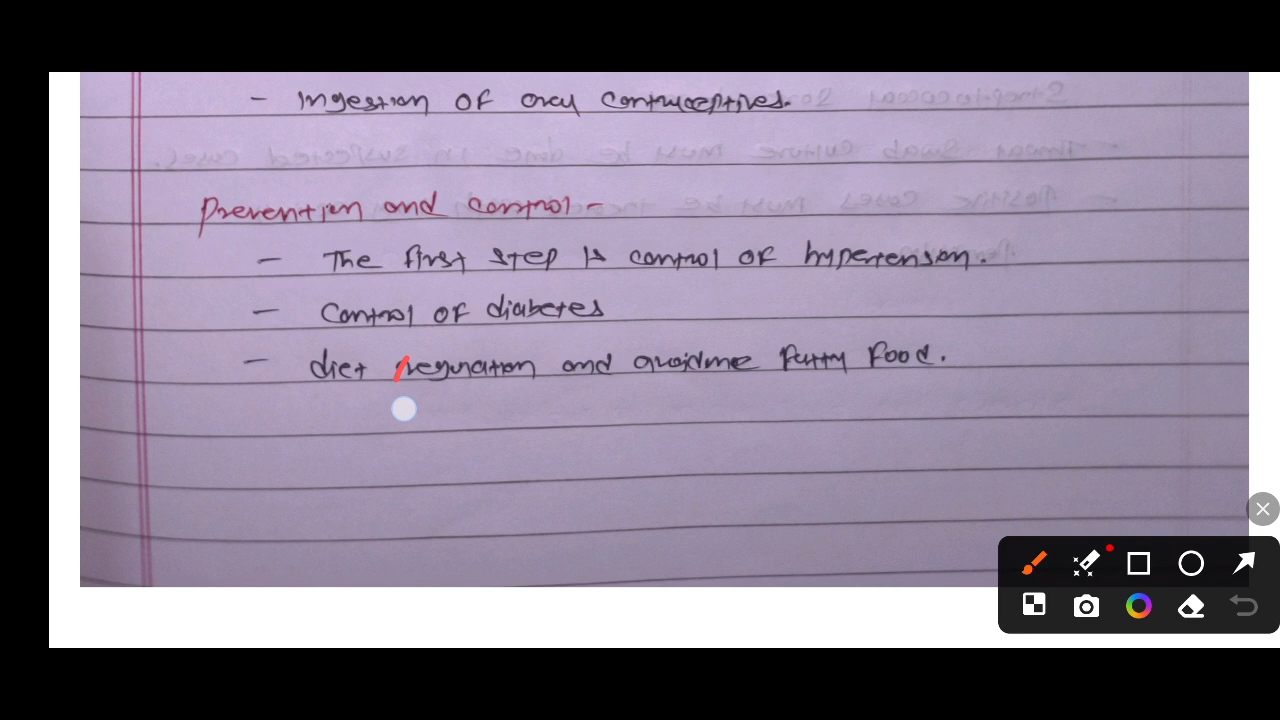 - Ingestion of oral contraceptives.
Prevention and control -
- The first step is control of hypertension.
- Control of diabetes
- diet regulation and avoidme fatty food.